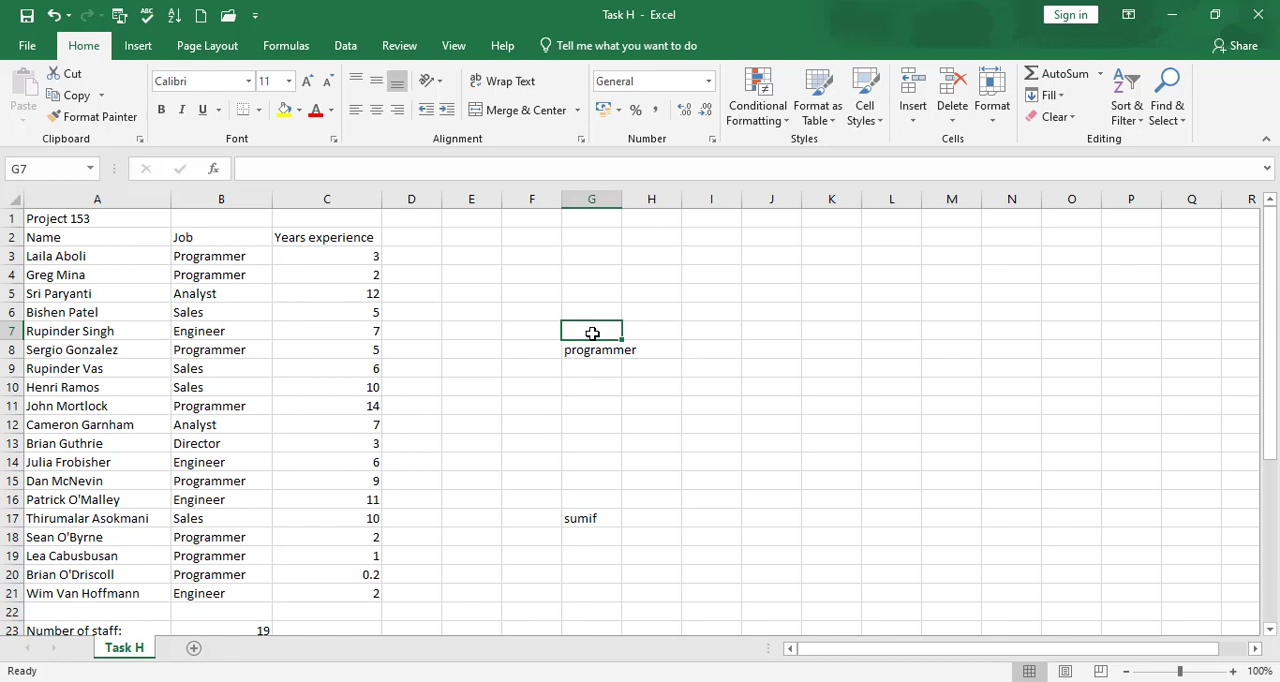 Task H - Excel
Sign in
File Home Insert Page Layout Formulas Data Review View Help Tell me what you want to do Share
Paste
Cut
Copy
Format Painter
Clipboard
Calibri 11
B I U
Font
Wrap Text
Merge & Center
Alignment
General
Number
Conditional Formatting
Format as Table
Cell Styles
Styles
Insert
Delete
Format
Cells
AutoSum
Fill
Clear
Sort & Filter
Find & Select
Editing
G7
fx
A B C D E F G H I J K L M N O P Q R
1 Project 153
2 Name Job Years experience
3 Laila Aboli Programmer 3
4 Greg Mina Programmer 2
5 Sri Paryanti Analyst 12
6 Bishen Patel Sales 5
7 Rupinder Singh Engineer 7
8 Sergio Gonzalez Programmer 5 programmer
9 Rupinder Vas Sales 6
10 Henri Ramos Sales 10
11 John Mortlock Programmer 14
12 Cameron Garnham Analyst 7
13 Brian Guthrie Director 3
14 Julia Frobisher Engineer 6
15 Dan McNevin Programmer 9
16 Patrick O'Malley Engineer 11
17 Thirumalar Asokmani Sales 10 sumif
18 Sean O'Byrne Programmer 2
19 Lea Cabusbusan Programmer 1
20 Brian O'Driscoll Programmer 0.2
21 Wim Van Hoffmann Engineer 2
22
23 Number of staff: 19
Task H
Ready
100%